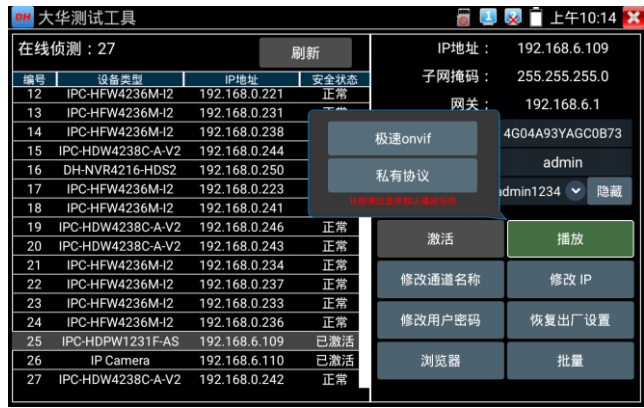 DH 大华测试工具
上午10:14
在线侦测：27 刷新
编号 设备类型 IP地址 安全状态
12 IPC-HFW4236M-I2 192.168.0.221 正常
13 IPC-HFW4236M-I2 192.168.0.231
14 IPC-HFW4236M-I2 192.168.0.238
15 IPC-HDW4238C-A-V2 192.168.0.244
16 DH-NVR4216-HDS2 192.168.0.250
17 IPC-HFW4236M-I2 192.168.0.223
18 IPC-HFW4236M-I2 192.168.0.241
19 IPC-HDW4238C-A-V2 192.168.0.246 正常
20 IPC-HDW4238C-A-V2 192.168.0.243 正常
21 IPC-HFW4236M-I2 192.168.0.234 正常
22 IPC-HFW4236M-I2 192.168.0.237 正常
23 IPC-HFW4236M-I2 192.168.0.233 正常
24 IPC-HFW4236M-I2 192.168.0.236 正常
25 IPC-HDPW1231F-AS 192.168.6.109 已激活
26 IP Camera 192.168.6.110 已激活
27 IPC-HDW4238C-A-V2 192.168.0.242 正常
IP地址： 192.168.6.109
子网掩码： 255.255.255.0
网关： 192.168.6.1
4G04A93YAGC0B73
admin
dmin1234 隐藏
极速onvif
私有协议
激活 播放
修改通道名称 修改 IP
修改用户密码 恢复出厂设置
浏览器 批量